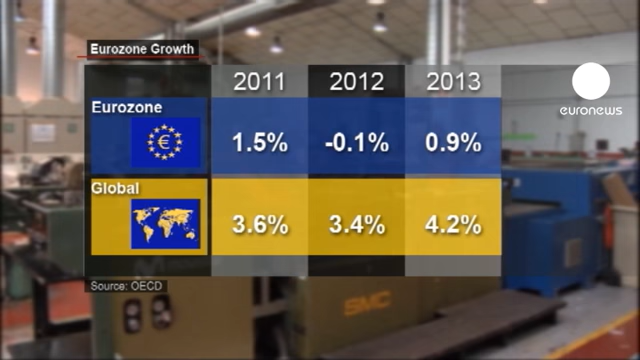 Eurozone Growth
2011 2012 2013
Eurozone
€
1.5% -0.1% 0.9%
Global
3.6% 3.4% 4.2%
Source: OECD
euronews
SMC